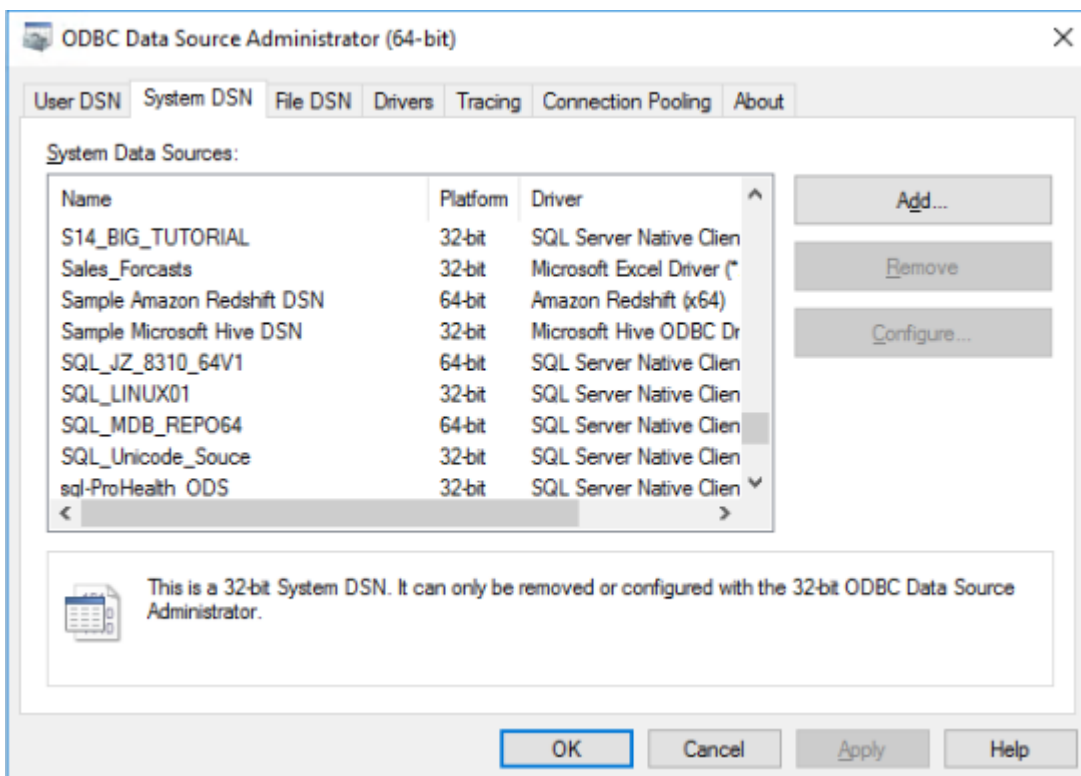 ODBC Data Source Administrator (64-bit)
User DSN System DSN File DSN Drivers Tracing Connection Pooling About
System Data Sources:
Name Platform Driver
S14_BIG_TUTORIAL 32-bit SQL Server Native Clien
Sales_Forcasts 32-bit Microsoft Excel Driver (*
Sample Amazon Redshift DSN 64-bit Amazon Redshift (x64)
Sample Microsoft Hive DSN 32-bit Microsoft Hive ODBC Dr
SQL_JZ_8310_64V1 64-bit SQL Server Native Clien
SQL_LINUX01 32-bit SQL Server Native Clien
SQL_MDB_REPO64 64-bit SQL Server Native Clien
SQL_Unicode_Souce 32-bit SQL Server Native Clien
sql-ProHealth_ODS 32-bit SQL Server Native Clien
Add...
Remove
Configure...
This is a 32-bit System DSN. It can only be removed or configured with the 32-bit ODBC Data Source
Administrator.
OK Cancel Apply Help